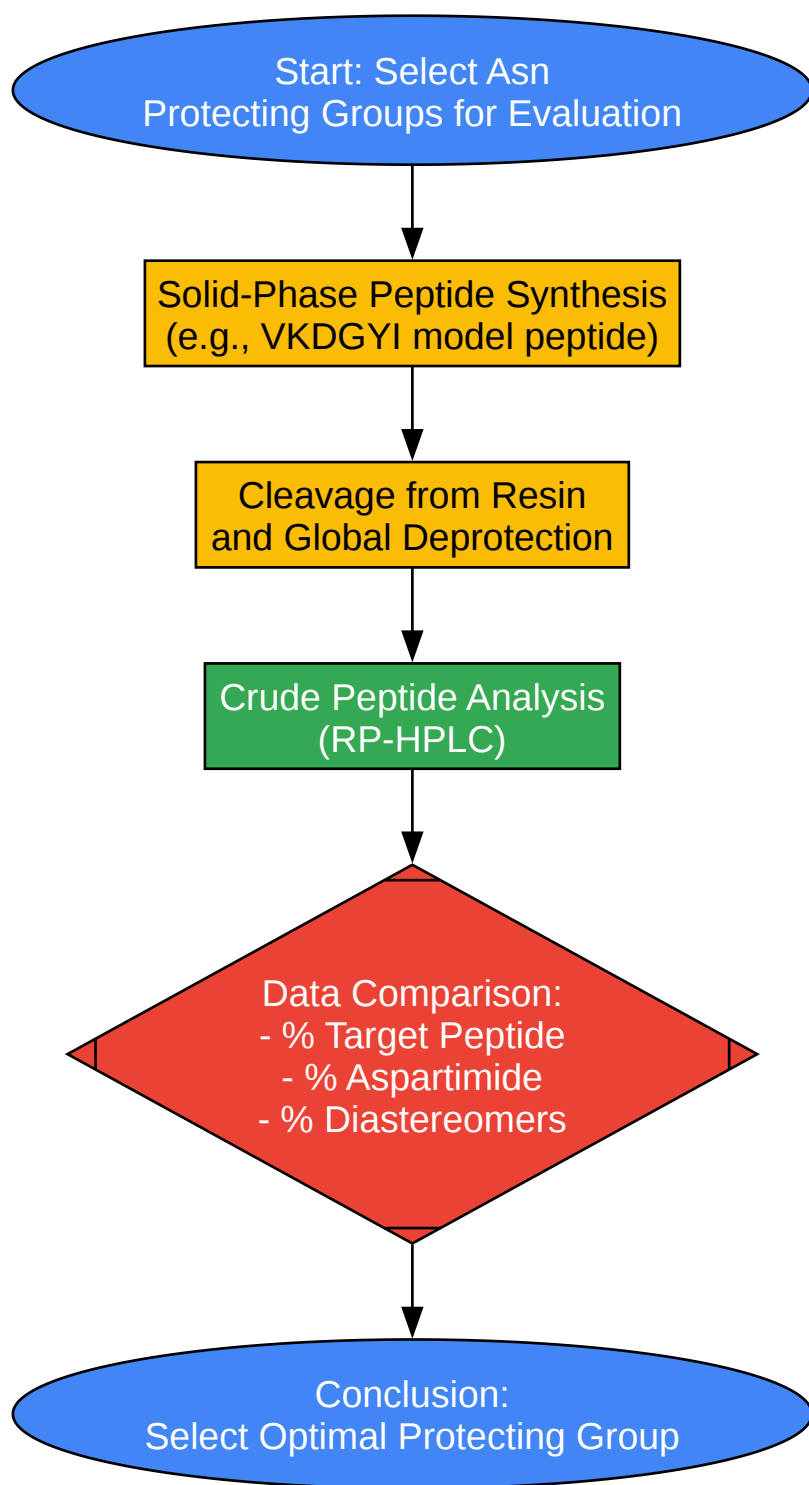 Start: Select Asn
Protecting Groups for Evaluation
Solid-Phase Peptide Synthesis
(e.g., VKDGYI model peptide)
Cleavage from Resin
and Global Deprotection
Crude Peptide Analysis
(RP-HPLC)
Data Comparison:
- % Target Peptide
- % Aspartimide
- % Diastereomers
Conclusion:
Select Optimal Protecting Group